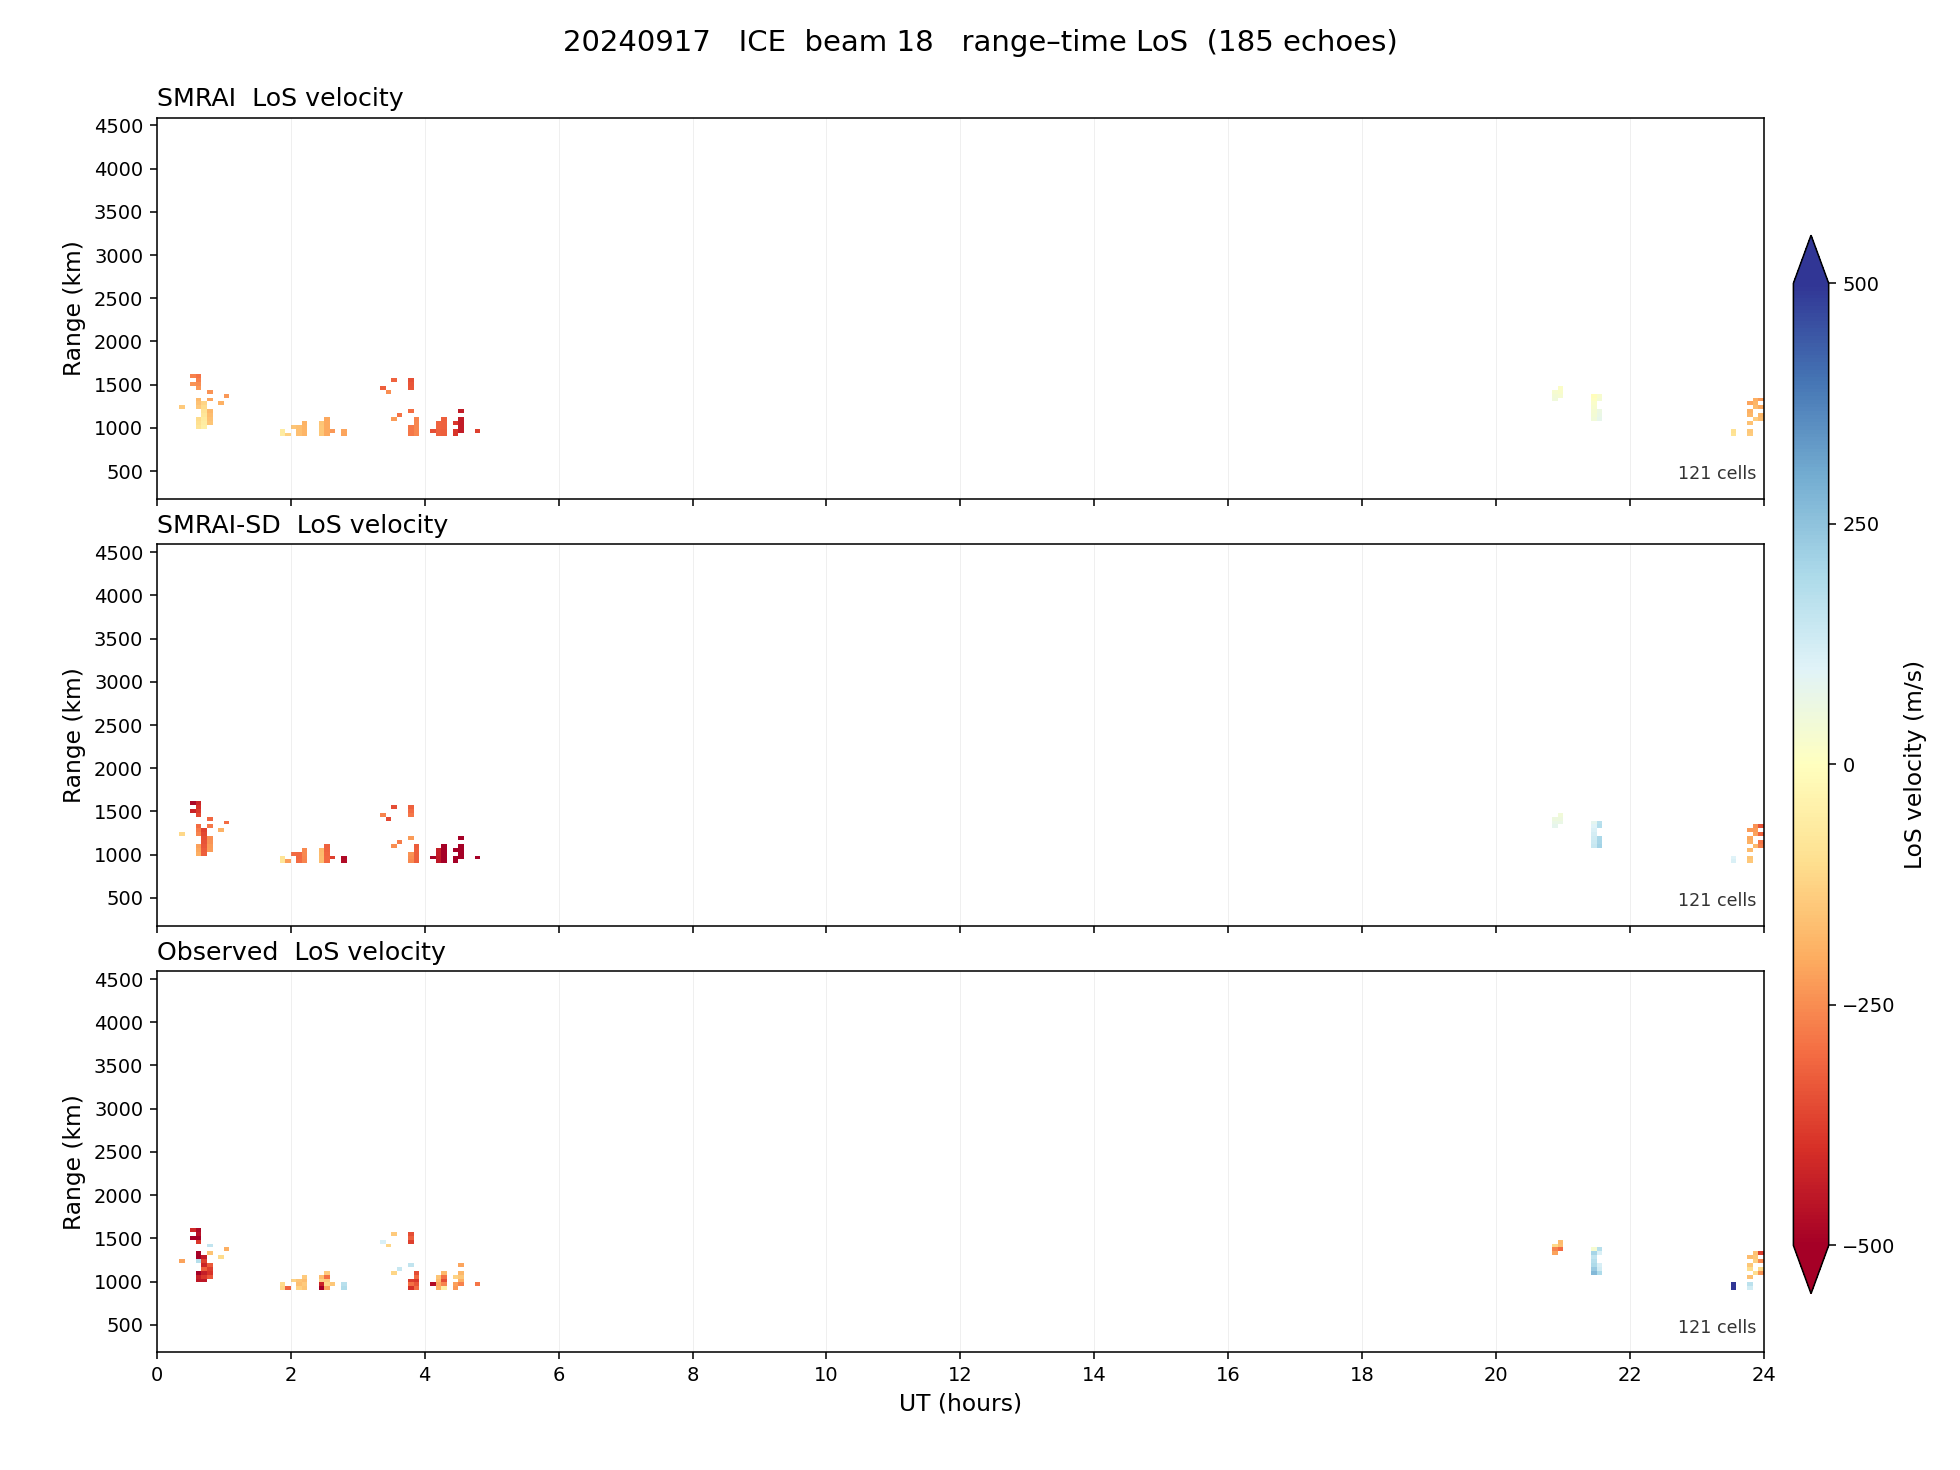 20240917   ICE  beam 18   range–time LoS  (185 echoes)
SMRAI  LoS velocity
4500
4000
3500
3000
2500
2000
1500
1000
500
Range (km)
121 cells
SMRAI-SD  LoS velocity
4500
4000
3500
3000
2500
2000
1500
1000
500
Range (km)
121 cells
Observed  LoS velocity
4500
4000
3500
3000
2500
2000
1500
1000
500
Range (km)
121 cells
0 2 4 6 8 10 12 14 16 18 20 22 24
UT (hours)
500
250
0
−250
−500
LoS velocity (m/s)